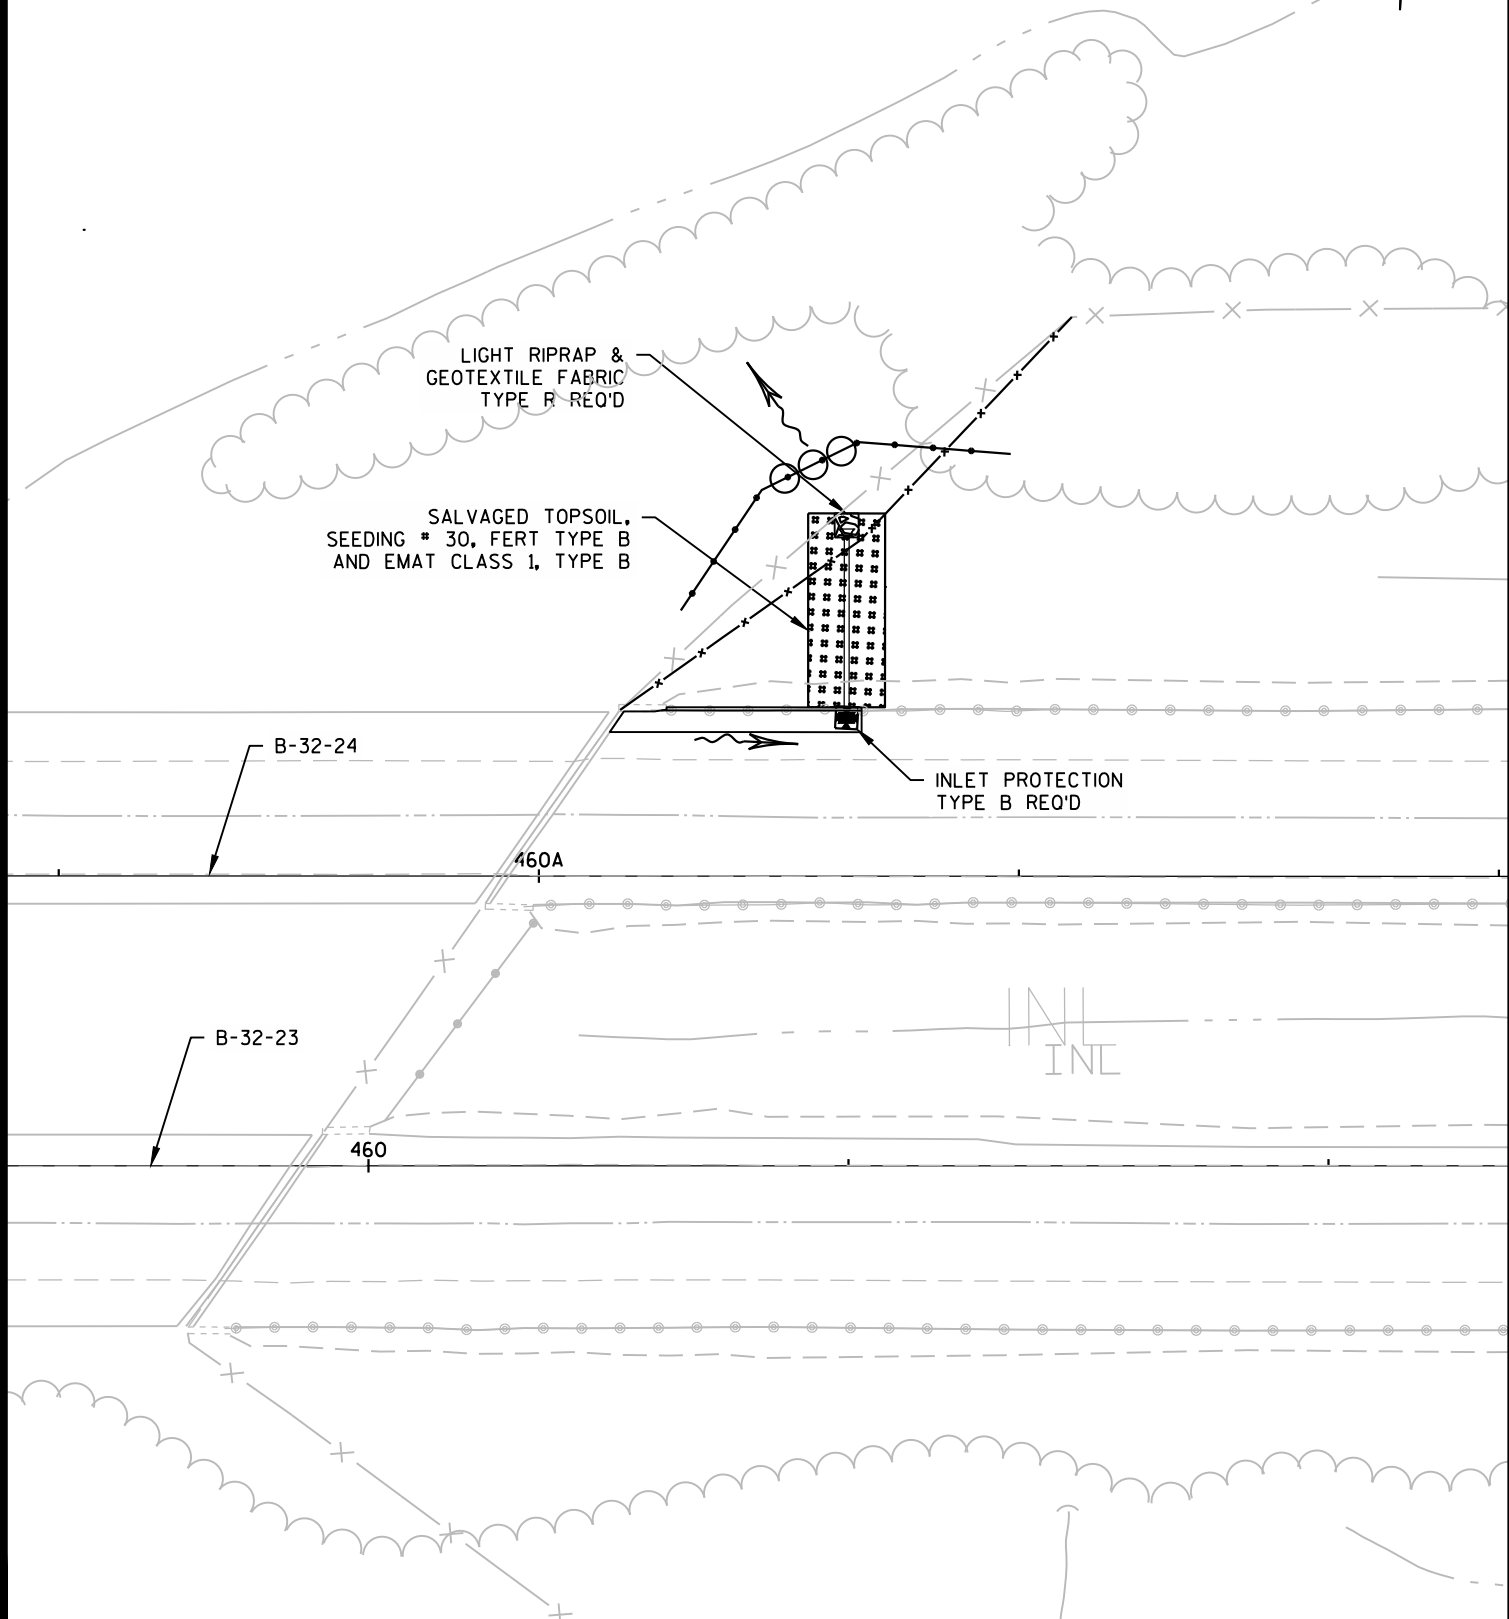 LIGHT RIPRAP &
GEOTEXTILE FABRIC
TYPE R REQ'D
SALVAGED TOPSOIL,
SEEDING # 30, FERT TYPE B
AND EMAT CLASS 1, TYPE B
B-32-24
INLET PROTECTION
TYPE B REQ'D
460A
INL
INL
B-32-23
460